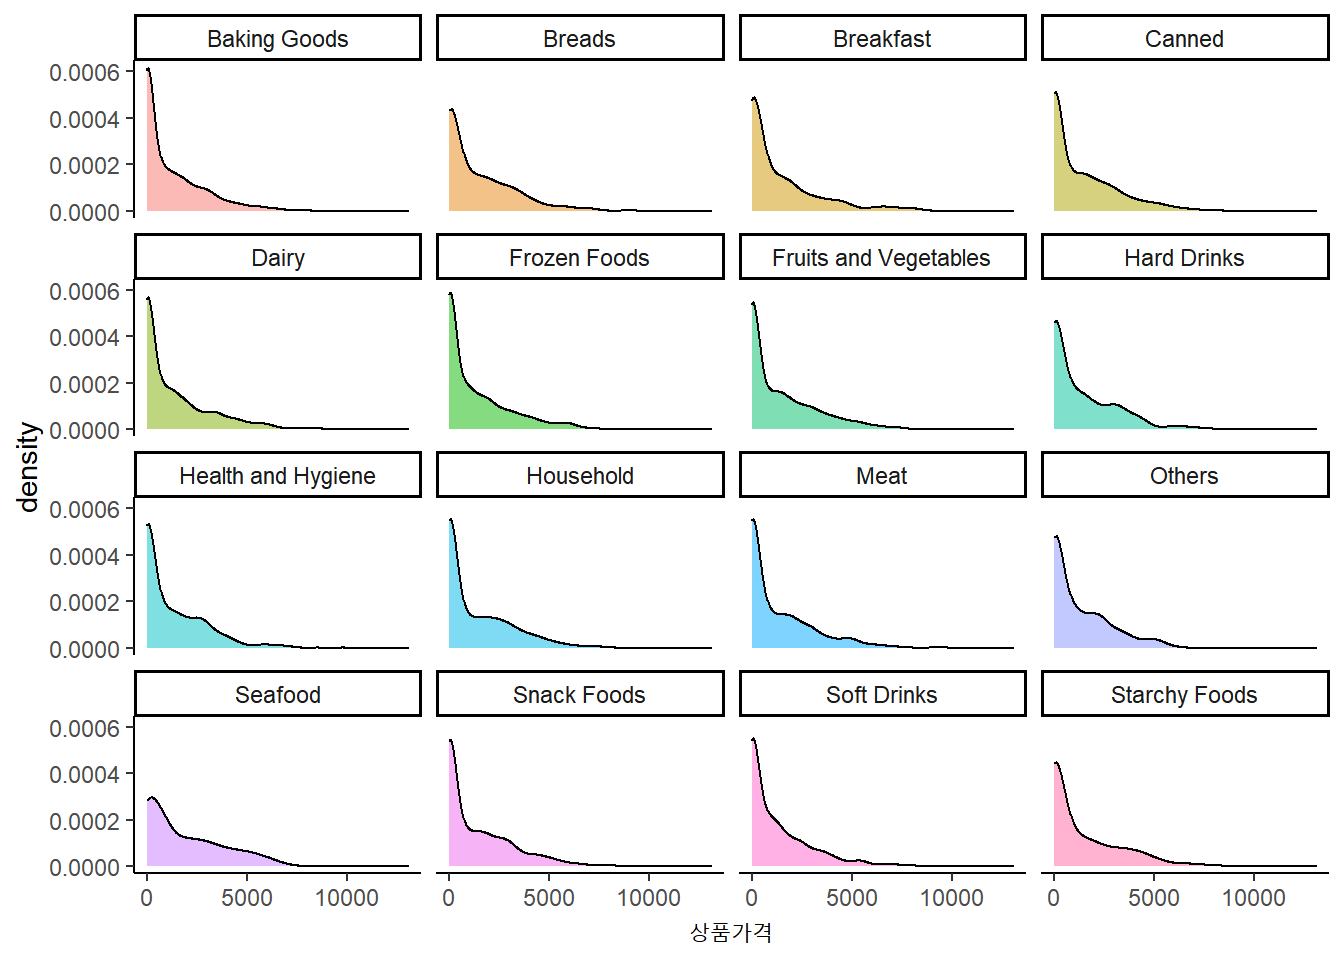 Baking Goods Breads Breakfast Canned
0.0006
0.0004
0.0002
0.0000
Dairy Frozen Foods Fruits and Vegetables Hard Drinks
0.0006
0.0004
0.0002
0.0000
density
Health and Hygiene Household Meat Others
0.0006
0.0004
0.0002
0.0000
Seafood Snack Foods Soft Drinks Starchy Foods
0.0006
0.0004
0.0002
0.0000
0 5000 10000 0 5000 10000 0 5000 10000 0 5000 10000
상품가격